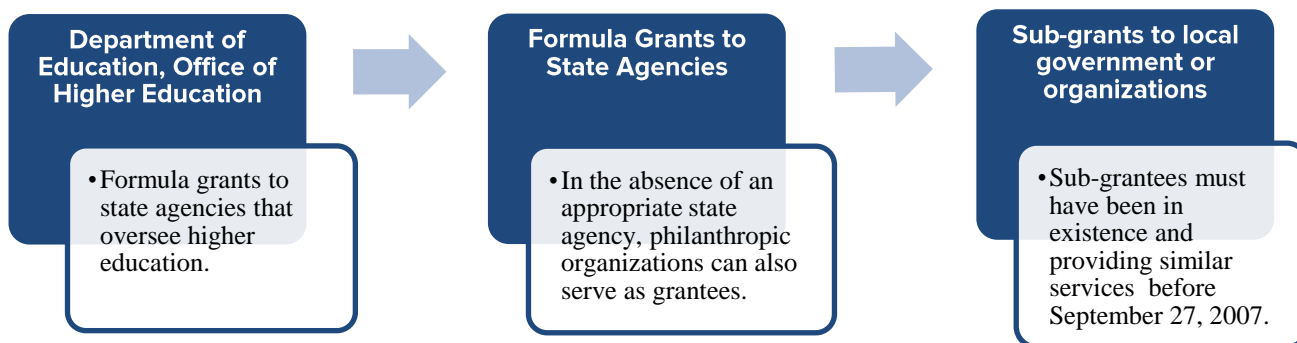 Department of
Education, Office of
Higher Education
•Formula grants to
state agencies that
oversee higher
education.
Formula Grants to
State Agencies
•In the absence of an
appropriate state
agency, philanthropic
organizations can also
serve as grantees.
Sub-grants to local
government or
organizations
•Sub-grantees must
have been in
existence and
providing similar
services  before
September 27, 2007.